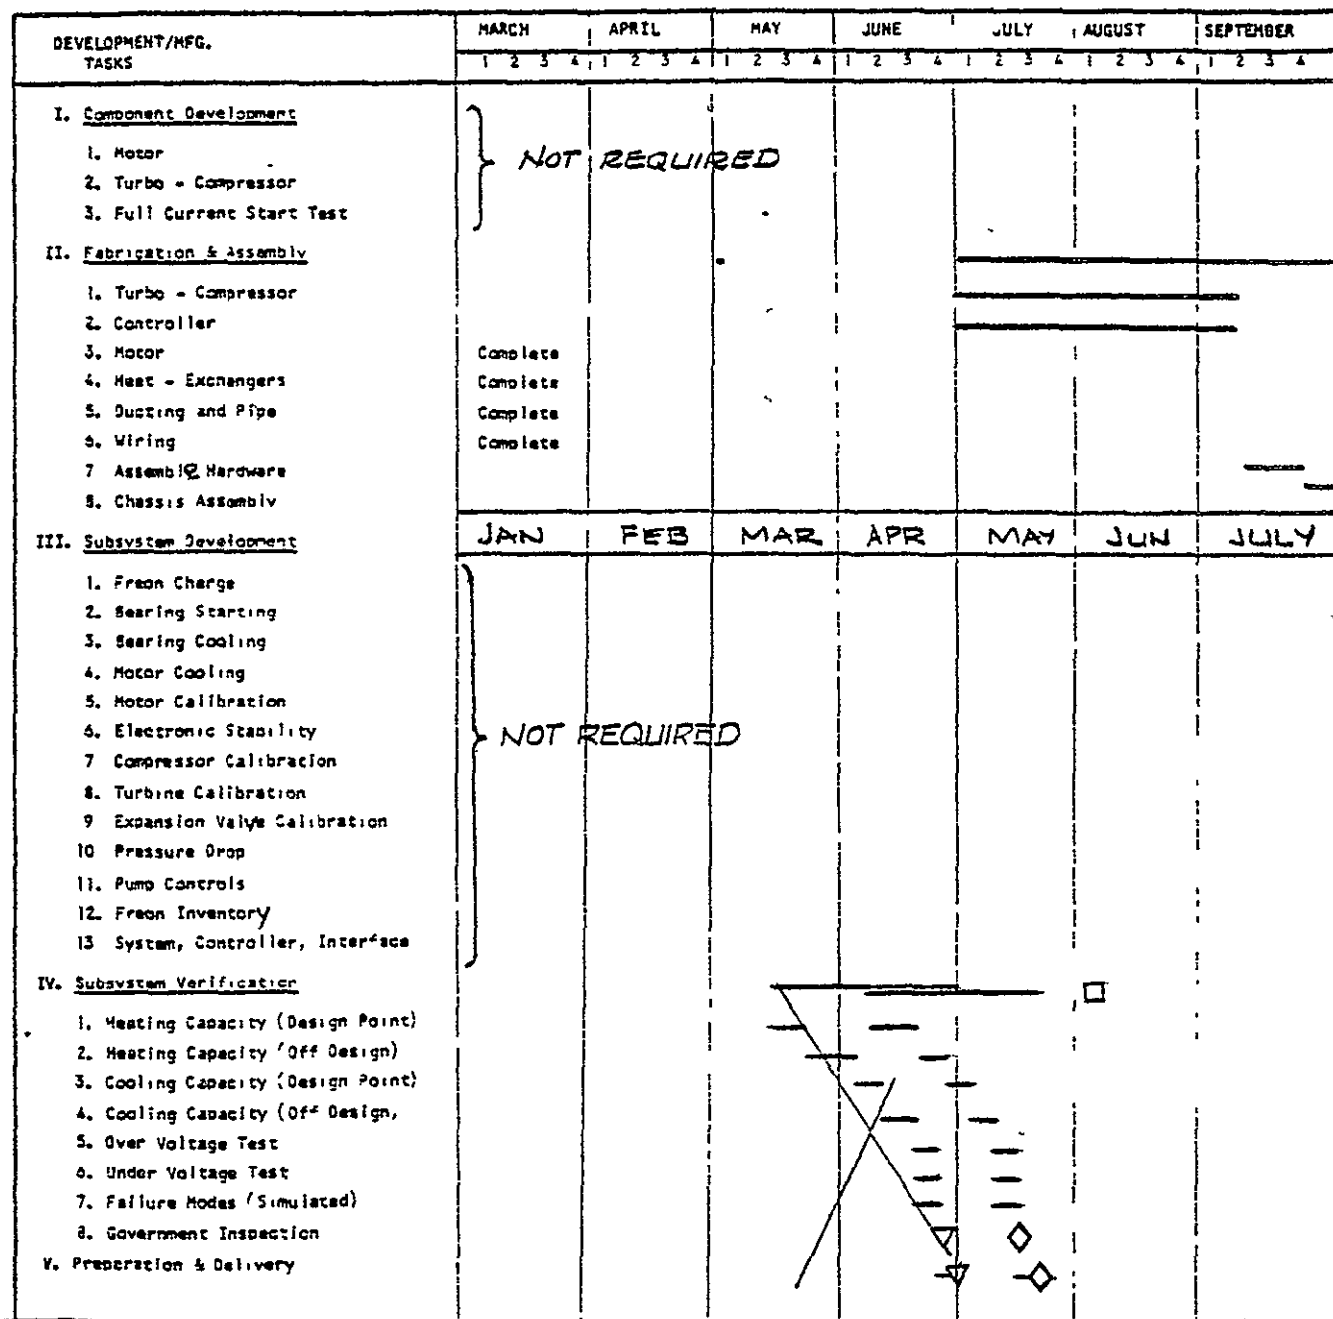 DEVELOPMENT/MFG. TASKS
MARCH APRIL MAY JUNE JULY AUGUST SEPTEMBER
1 2 3 4 1 2 3 4 1 2 3 4 1 2 3 4 1 2 3 4 1 2 3 4 1 2 3 4
I. Component Development
1. Motor
2. Turbo - Compressor
3. Full Current Start Test
NOT REQUIRED
II. Fabrication & Assembly
1. Turbo - Compressor
2. Controller
3. Motor Complete
4. Heat - Exchangers Complete
5. Ducting and Pipe Complete
6. Wiring Complete
7 Assemble Hardware
8. Chassis Assembly
JAN FEB MAR APR MAY JUN JULY
III. Subsystem Development
1. Freon Charge
2. Bearing Starting
3. Bearing Cooling
4. Motor Cooling
5. Motor Calibration
6. Electronic Stability
NOT REQUIRED
7 Compressor Calibration
8. Turbine Calibration
9 Expansion Valve Calibration
10 Pressure Drop
11. Pump Controls
12. Freon Inventory
13 System, Controller, Interface
IV. Subsystem Verification
1. Heating Capacity (Design Point)
2. Heating Capacity (Off Design)
3. Cooling Capacity (Design Point)
4. Cooling Capacity (Off Design,
5. Over Voltage Test
6. Under Voltage Test
7. Failure Modes (Simulated)
8. Government Inspection
V. Preparation & Delivery